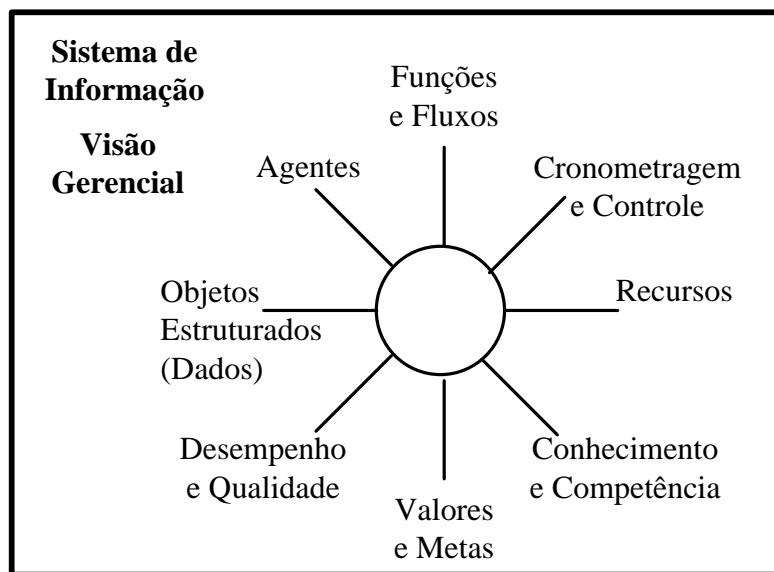 Sistema de
Informação
Visão
Gerencial
Funções
e Fluxos
Agentes
Cronometragem
e Controle
Objetos
Estruturados
(Dados)
Recursos
Desempenho
e Qualidade
Conhecimento
e Competência
Valores
e Metas